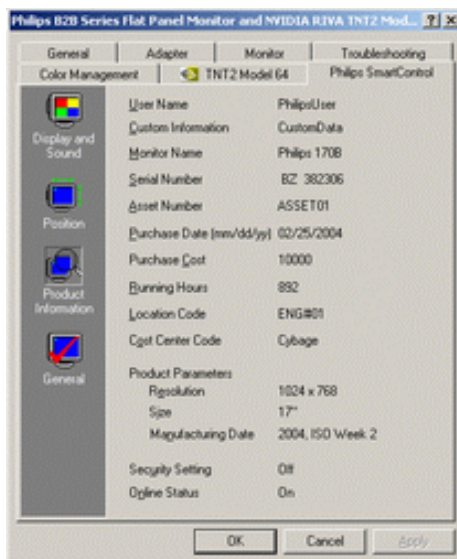 Philips B2B Series Flat Panel Monitor and NVIDIA RIVA TNT2 Mod...
General Adapter Monitor Troubleshooting
Color Management TNT2 Model 64 Philips SmartControl
Display and Sound
Position
Product Information
General
User Name PhilipsUser
Custom Information CustomData
Monitor Name Philips 170B
Serial Number BZ 382306
Asset Number ASSET01
Purchase Date (mm/dd/yy) 02/25/2004
Purchase Cost 10000
Running Hours 892
Location Code ENG#01
Cost Center Code Cybage
Product Parameters
Resolution 1024 x 768
Size 17"
Manufacturing Date 2004, ISO Week 2
Security Setting Off
Online Status On
OK Cancel Apply